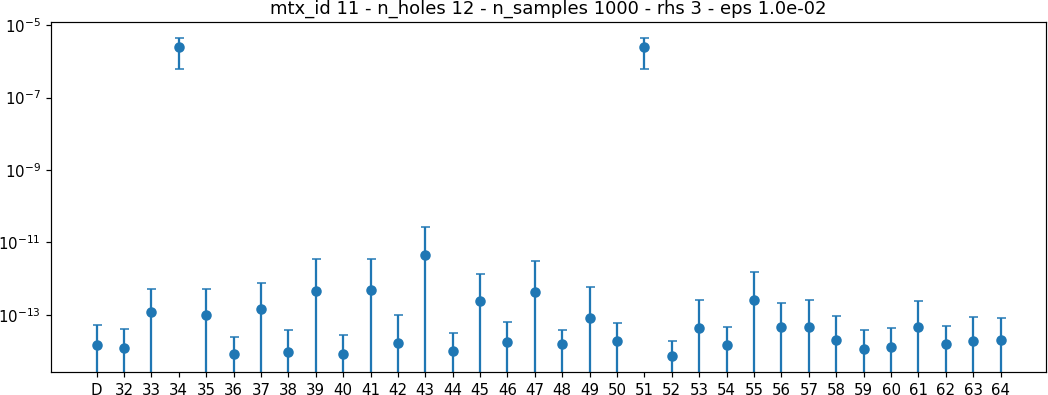 mtx_id 11 - n_holes 12 - n_samples 1000 - rhs 3 - eps 1.0e-02
10⁻⁵
10⁻⁷
10⁻⁹
10⁻¹¹
10⁻¹³
D 32 33 34 35 36 37 38 39 40 41 42 43 44 45 46 47 48 49 50 51 52 53 54 55 56 57 58 59 60 61 62 63 64